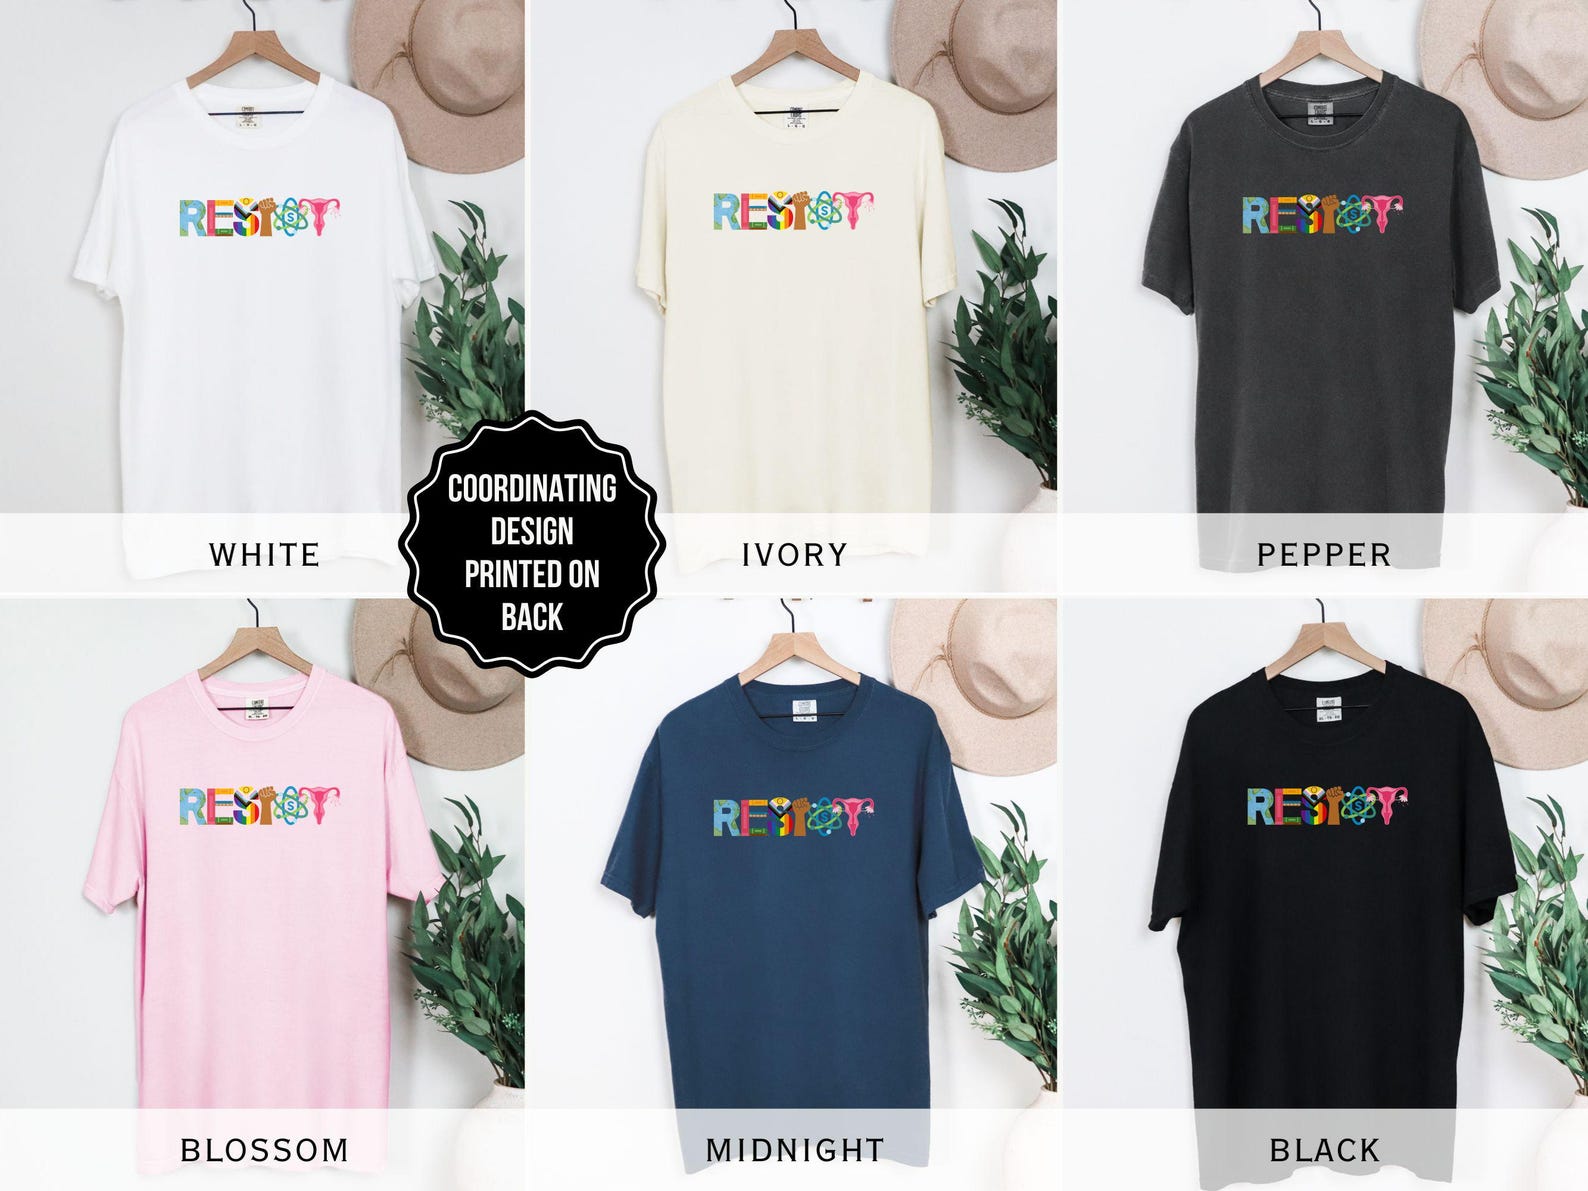 RESIST
RESIST
RESIST
WHITE
IVORY
PEPPER
COORDINATING
DESIGN
PRINTED ON
BACK
RESIST
RESIST
RESIST
BLOSSOM
MIDNIGHT
BLACK